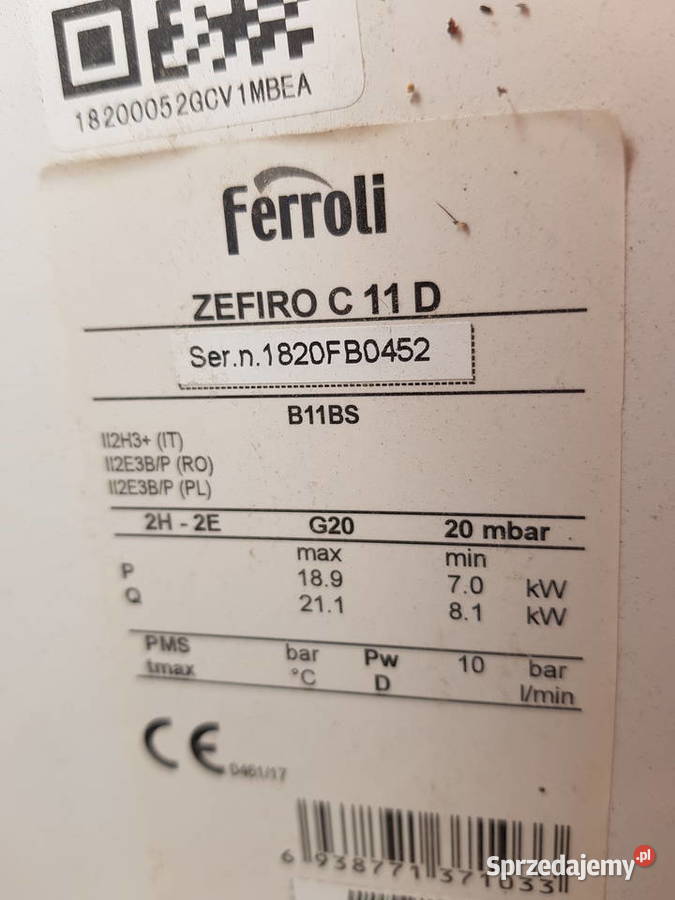 18200052GCV1MBEA
Ferroli
ZEFIRO C 11 D
Ser.n.1820FB0452
B11BS
II2H3+ (IT)
II2E3B/P (RO)
II2E3B/P (PL)
2H - 2E G20 20 mbar
max min
P 18.9 7.0 kW
Q 21.1 8.1 kW
PMS bar Pw 10 bar
tmax °C D l/min
CE 0461/17
6 938771 371033
Sprzedajemy.pl